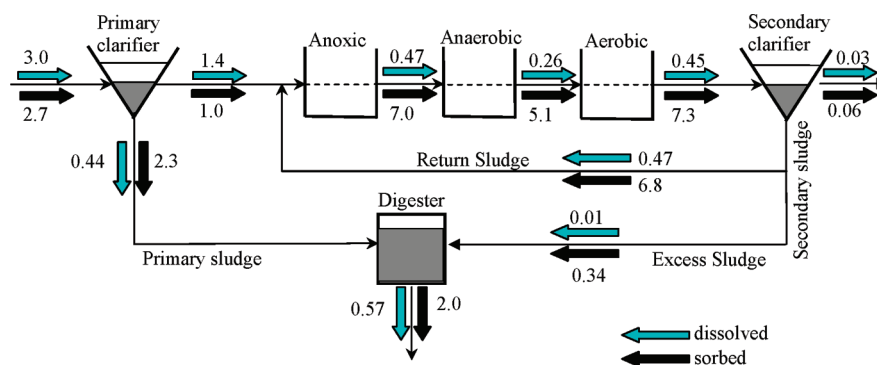 Primary
clarifier
Secondary
clarifier
Anoxic
Anaerobic
Aerobic
3.0
1.4
0.47
0.26
0.45
0.03
2.7
1.0
7.0
5.1
7.3
0.06
0.44
2.3
Return Sludge
0.47
6.8
Secondary sludge
Digester
0.01
Primary sludge
Excess Sludge
0.34
0.57
2.0
dissolved
sorbed